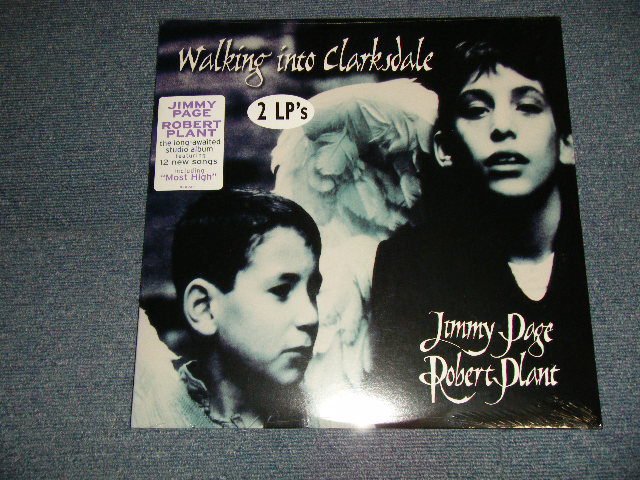 Walking into Clarksdale
2 LP's
JIMMY
PAGE
ROBERT
PLANT
the long-awaited
studio album
featuring
12 new songs
including
"Most High"
Jimmy Page
Robert Plant